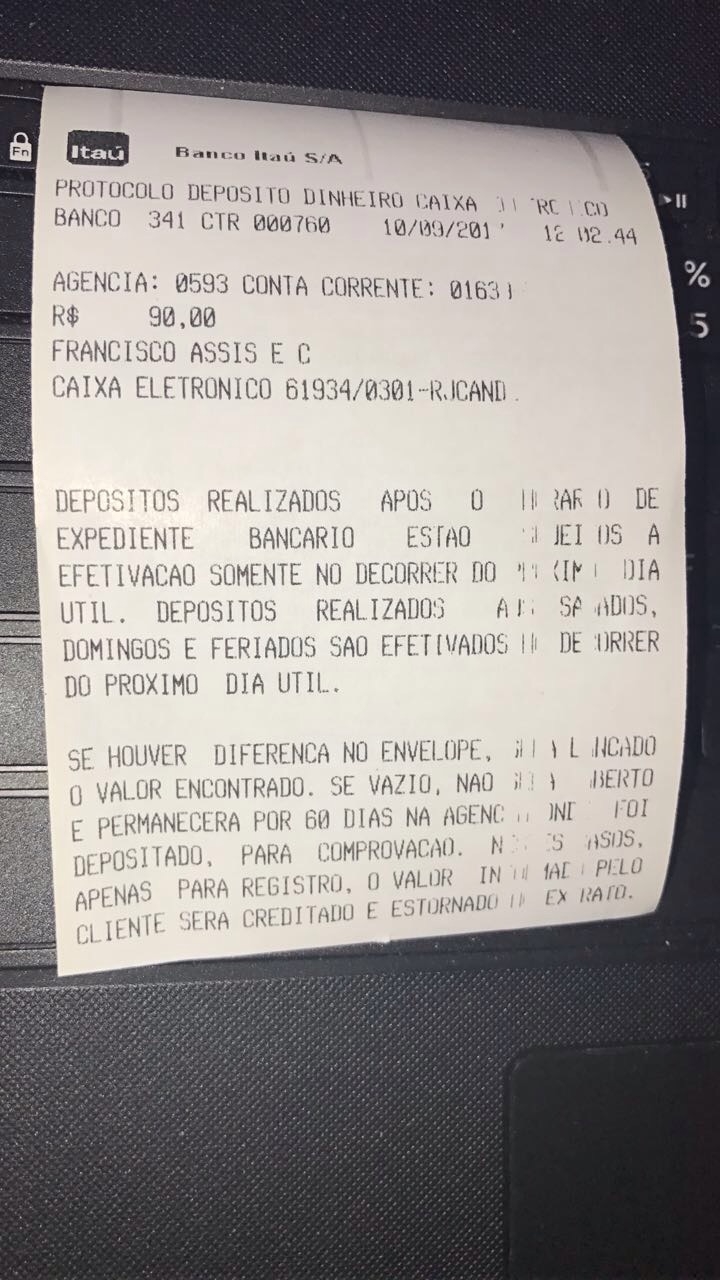 Itaú Banco Itaú S/A
PROTOCOLO DEPOSITO DINHEIRO CAIXA
BANCO 341 CTR 000760
AGENCIA: 0593 CONTA CORRENTE:
R$ 90,00
FRANCISCO ASSIS E C
CAIXA ELETRONICO 61934/0301-RJCAND.
DEPOSITOS REALIZADOS APOS O DE
EXPEDIENTE BANCARIO ESTAO A
EFETIVACAO SOMENTE NO DECORRER DO DIA
UTIL. DEPOSITOS REALIZADOS
DOMINGOS E FERIADOS SAO EFETIVADOS
DO PROXIMO DIA UTIL.
SE HOUVER DIFERENCA NO ENVELOPE,
O VALOR ENCONTRADO. SE VAZIO, NAO
E PERMANECERA POR 60 DIAS NA FOI
DEPOSITADO, PARA COMPROVACAO.
APENAS PARA REGISTRO, O VALOR PELO
CLIENTE SERA CREDITADO E ESTORNADO
Fn
%
5